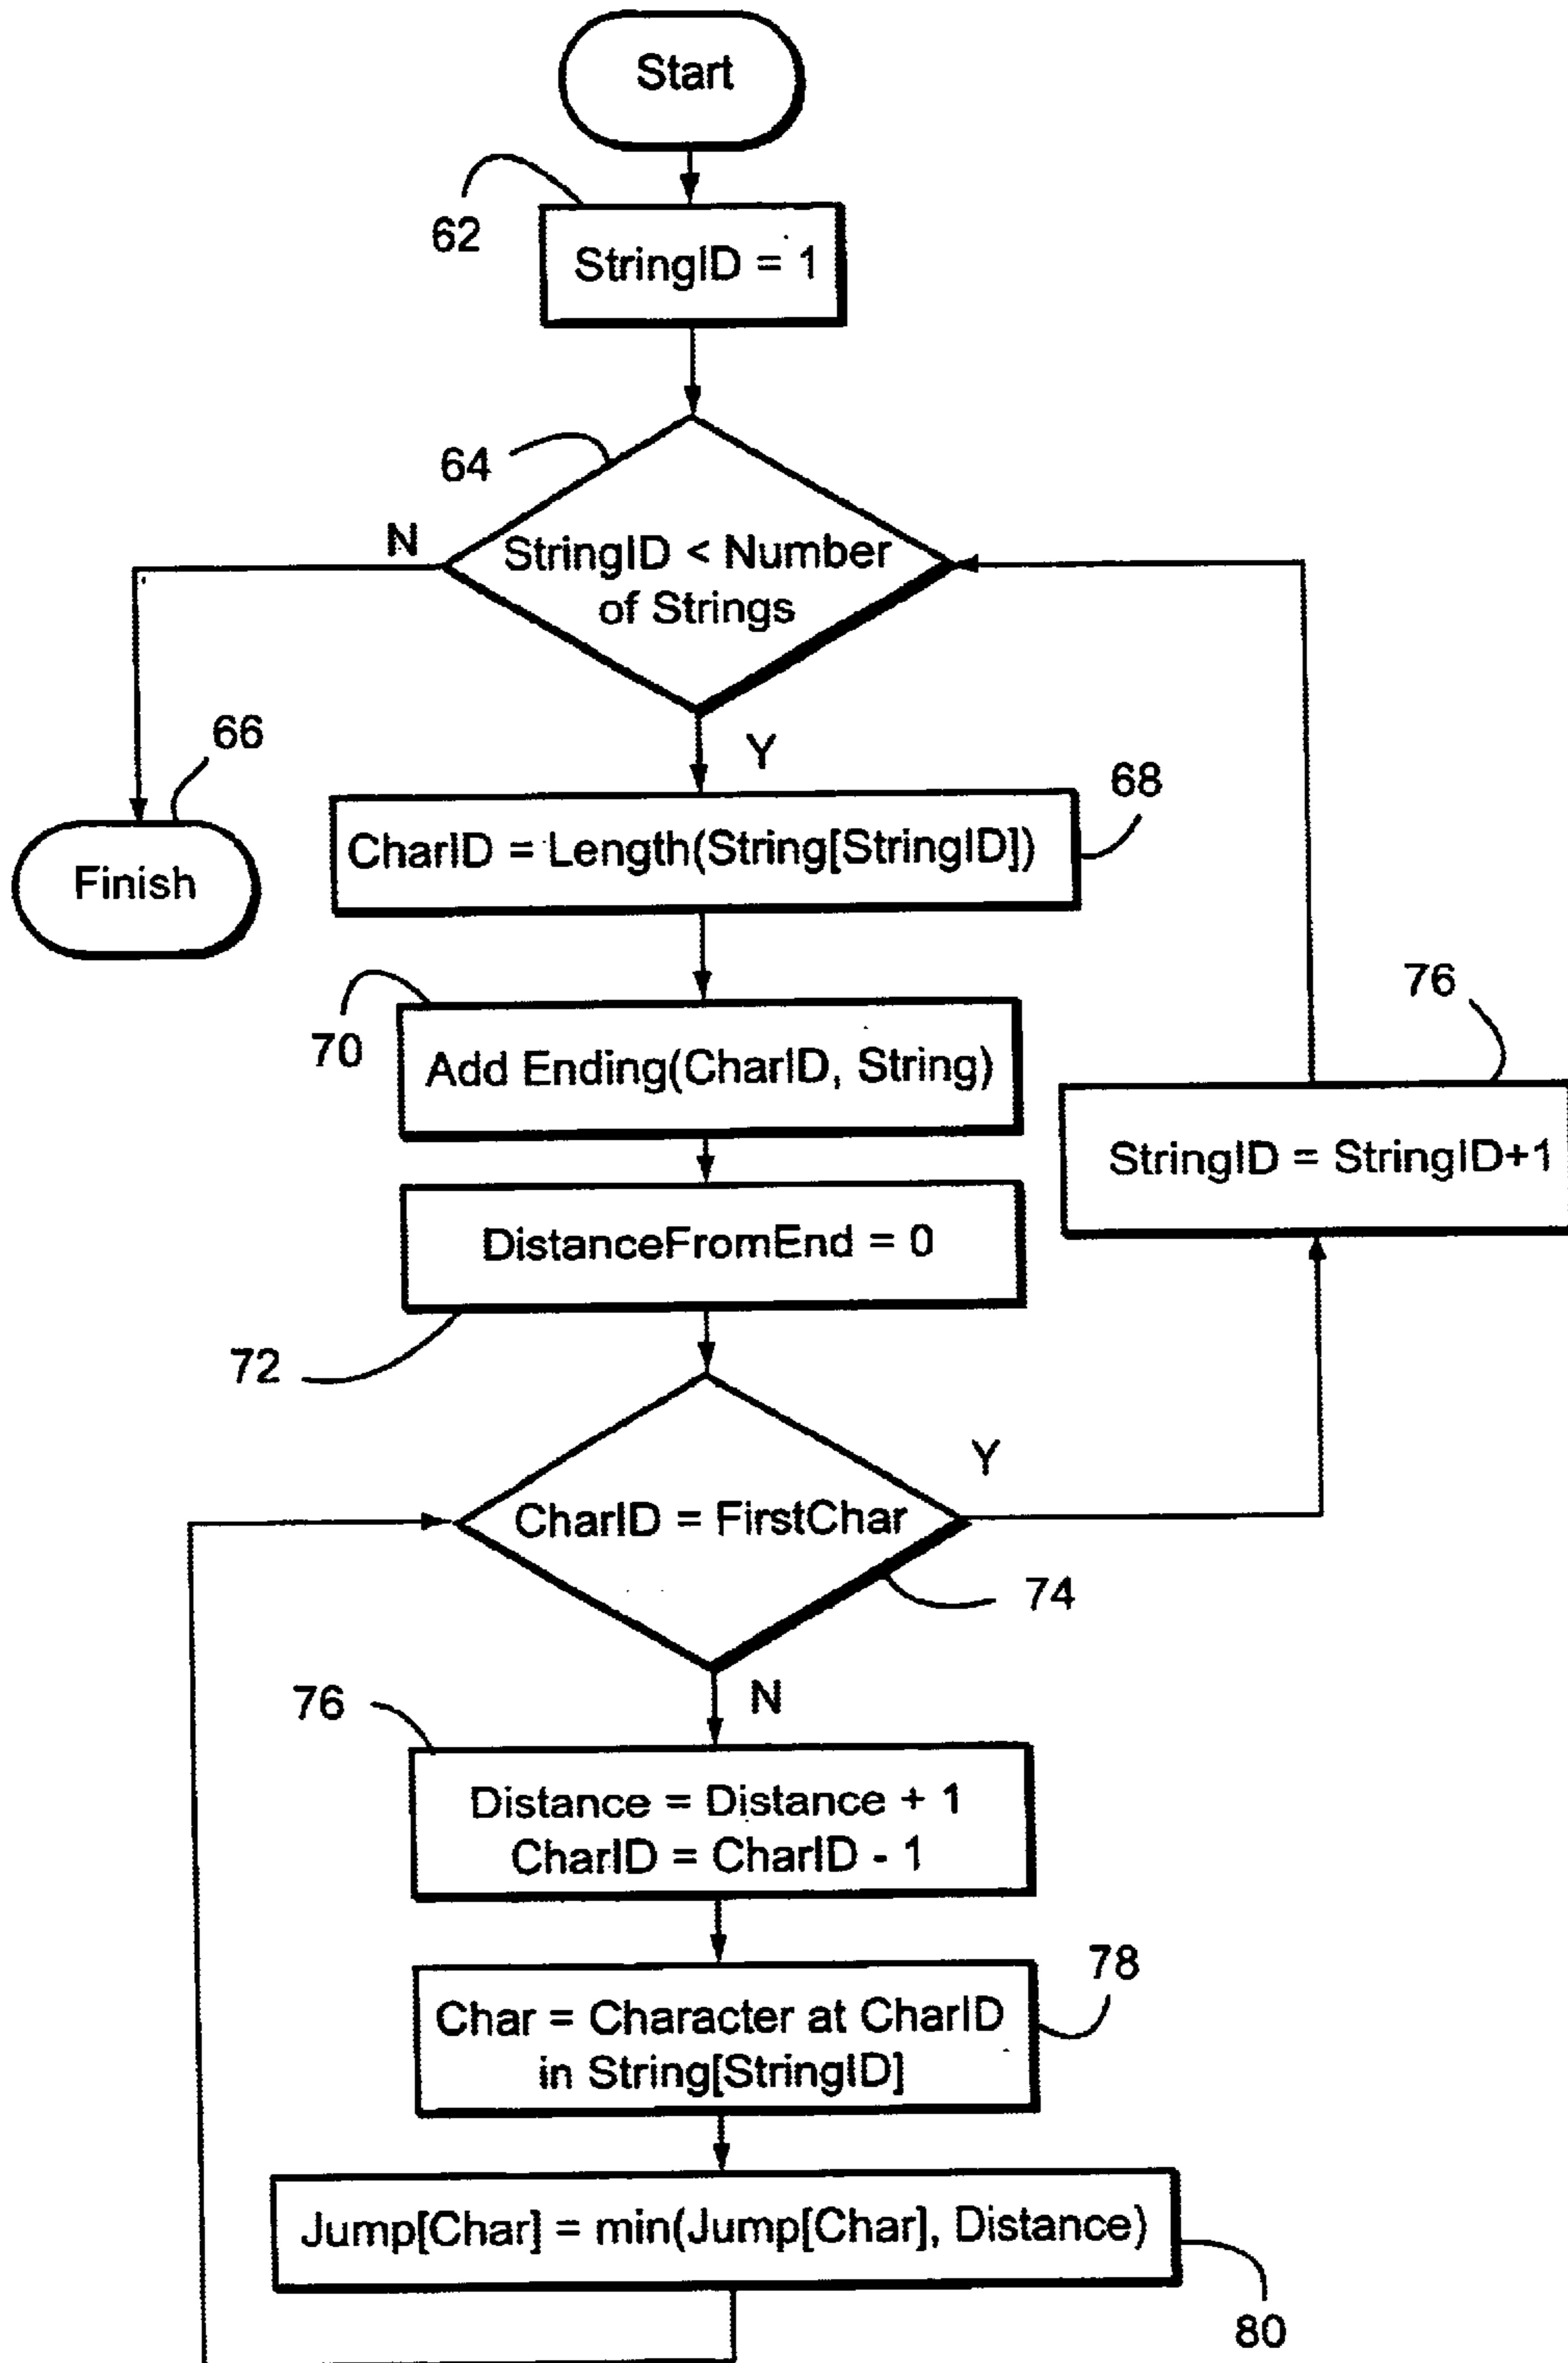 Start
62
StringID = 1
64
N
StringID < Number
of Strings
Y
66
Finish
68
CharID = Length(String[StringID])
70
Add Ending(CharID, String)
76
StringID = StringID+1
DistanceFromEnd = 0
72
CharID = FirstChar
Y
74
N
76
Distance = Distance + 1
CharID = CharID - 1
78
Char = Character at CharID
in String[StringID]
Jump[Char] = min(Jump[Char], Distance)
80